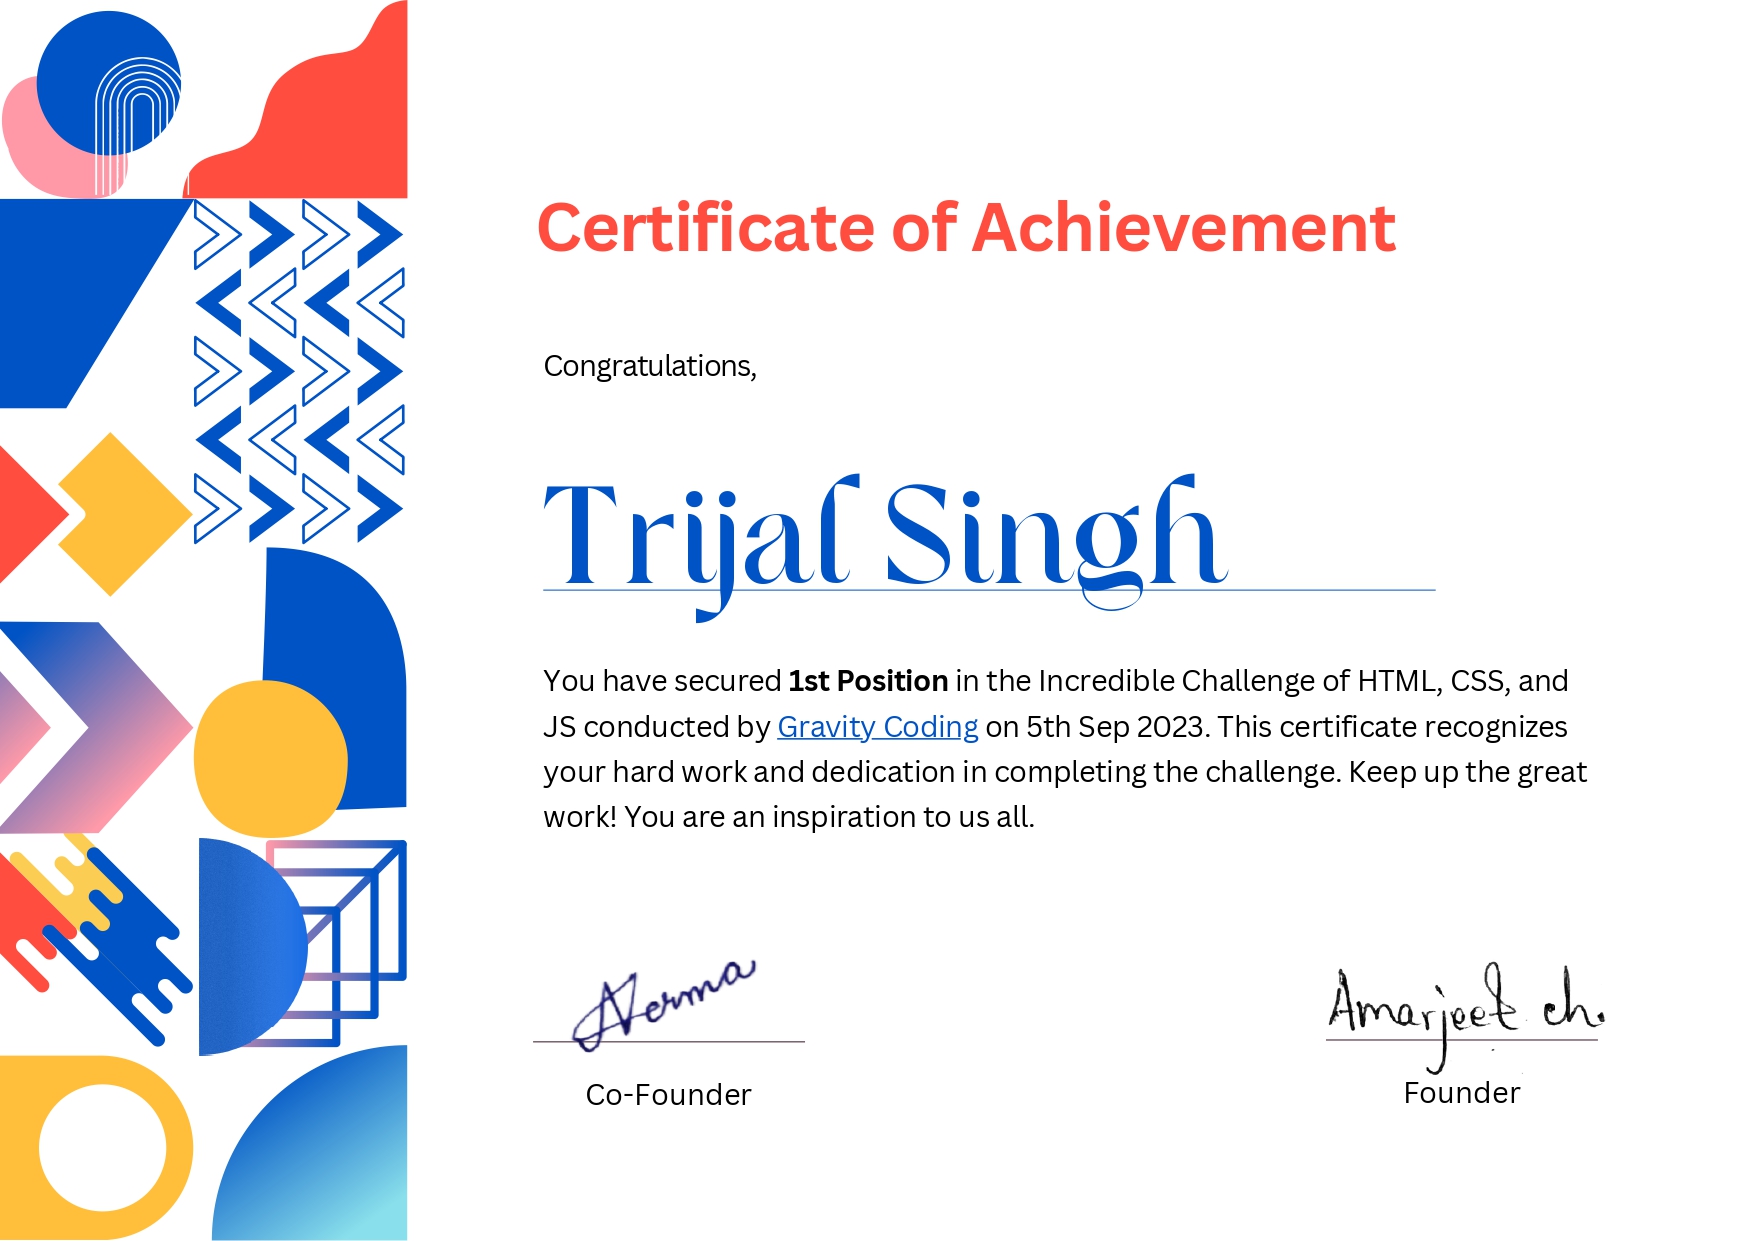 Certificate of Achievement
Congratulations,
Trijal Singh
You have secured 1st Position in the Incredible Challenge of HTML, CSS, and
JS conducted by Gravity Coding on 5th Sep 2023. This certificate recognizes
your hard work and dedication in completing the challenge. Keep up the great
work! You are an inspiration to us all.
Amarjeet ch.
Co-Founder
Founder